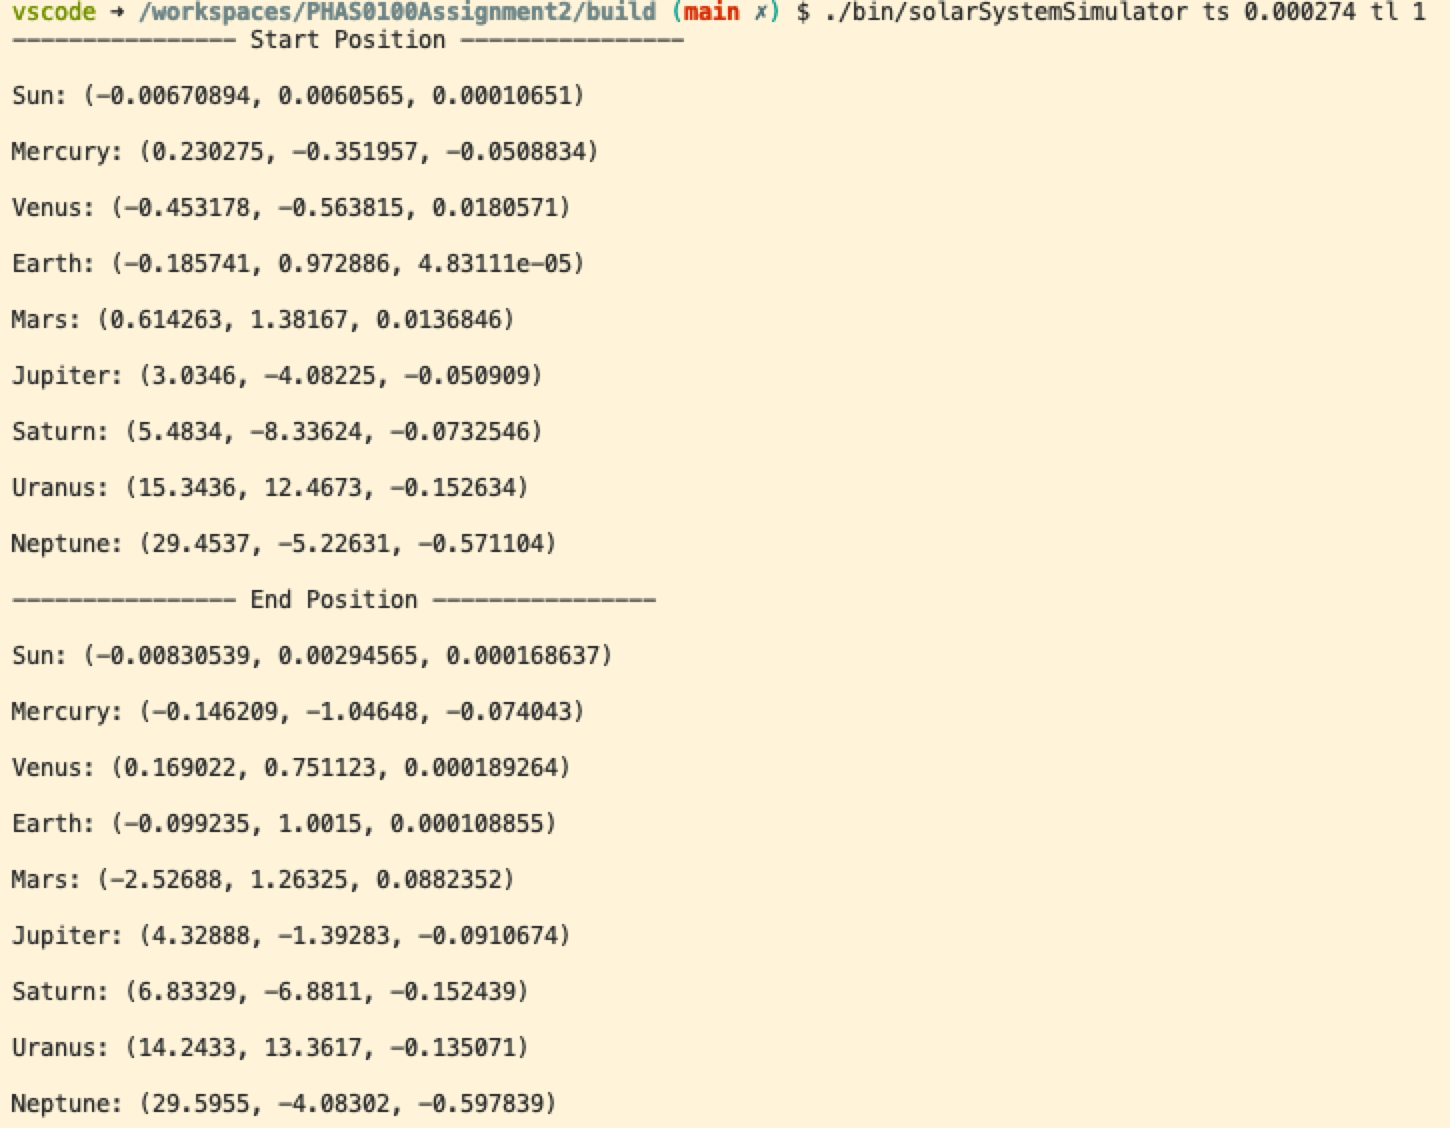 vscode → /workspaces/PHAS0100Assignment2/build (main ✗) $ ./bin/solarSystemSimulator ts 0.000274 tl 1
---------------- Start Position ----------------
Sun: (-0.00670894, 0.0060565, 0.00010651)
Mercury: (0.230275, -0.351957, -0.0508834)
Venus: (-0.453178, -0.563815, 0.0180571)
Earth: (-0.185741, 0.972886, 4.83111e-05)
Mars: (0.614263, 1.38167, 0.0136846)
Jupiter: (3.0346, -4.08225, -0.050909)
Saturn: (5.4834, -8.33624, -0.0732546)
Uranus: (15.3436, 12.4673, -0.152634)
Neptune: (29.4537, -5.22631, -0.571104)
---------------- End Position ----------------
Sun: (-0.00830539, 0.00294565, 0.000168637)
Mercury: (-0.146209, -1.04648, -0.074043)
Venus: (0.169022, 0.751123, 0.000189264)
Earth: (-0.099235, 1.0015, 0.000108855)
Mars: (-2.52688, 1.26325, 0.0882352)
Jupiter: (4.32888, -1.39283, -0.0910674)
Saturn: (6.83329, -6.8811, -0.152439)
Uranus: (14.2433, 13.3617, -0.135071)
Neptune: (29.5955, -4.08302, -0.597839)